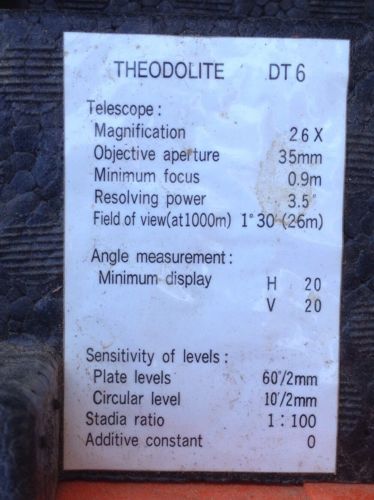 THEODOLITE DT 6
Telescope :
Magnification 26 X
Objective aperture 35mm
Minimum focus 0.9m
Resolving power 3.5"
Field of view(at1000m) 1°30′(26m)
Angle measurement :
Minimum display H 20
V 20
Sensitivity of levels :
Plate levels 60″/2mm
Circular level 10′/2mm
Stadia ratio 1 : 100
Additive constant 0